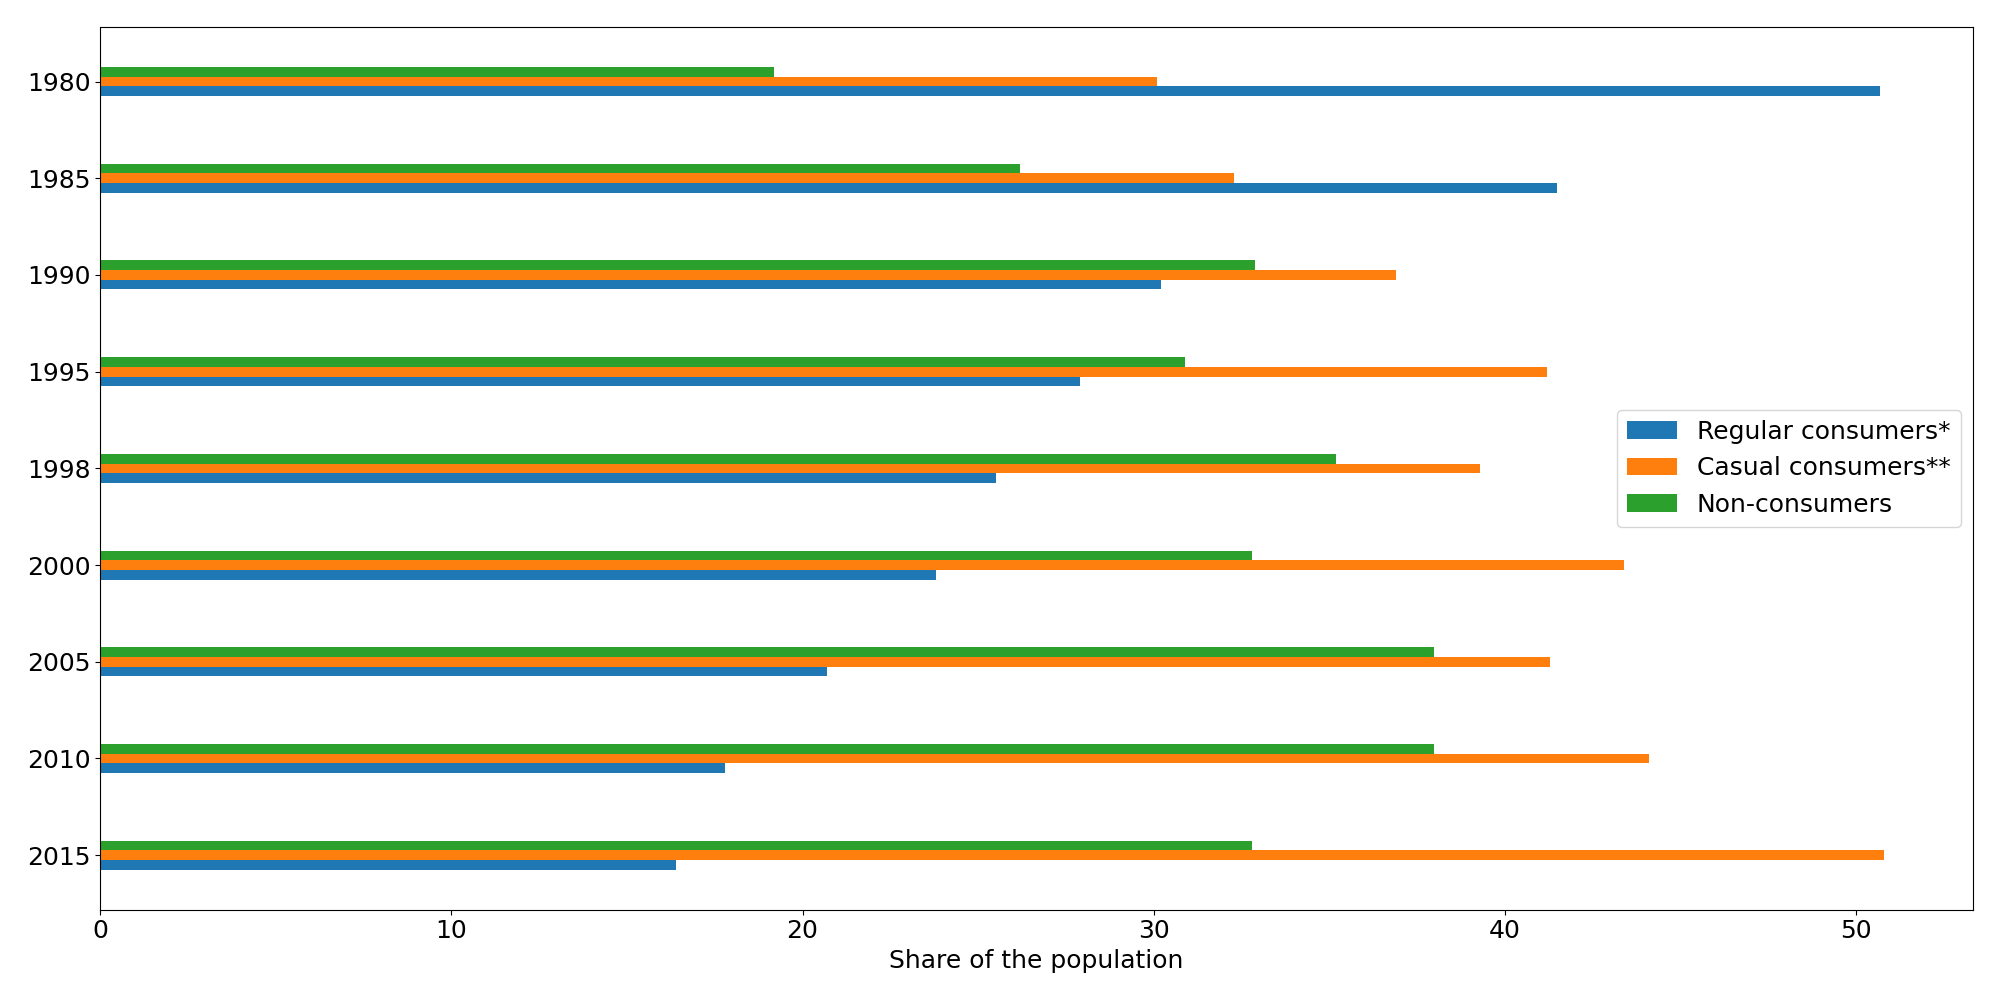 1980
1985
1990
1995
1998
2000
2005
2010
2015
Regular consumers*
Casual consumers**
Non-consumers
0 10 20 30 40 50
Share of the population